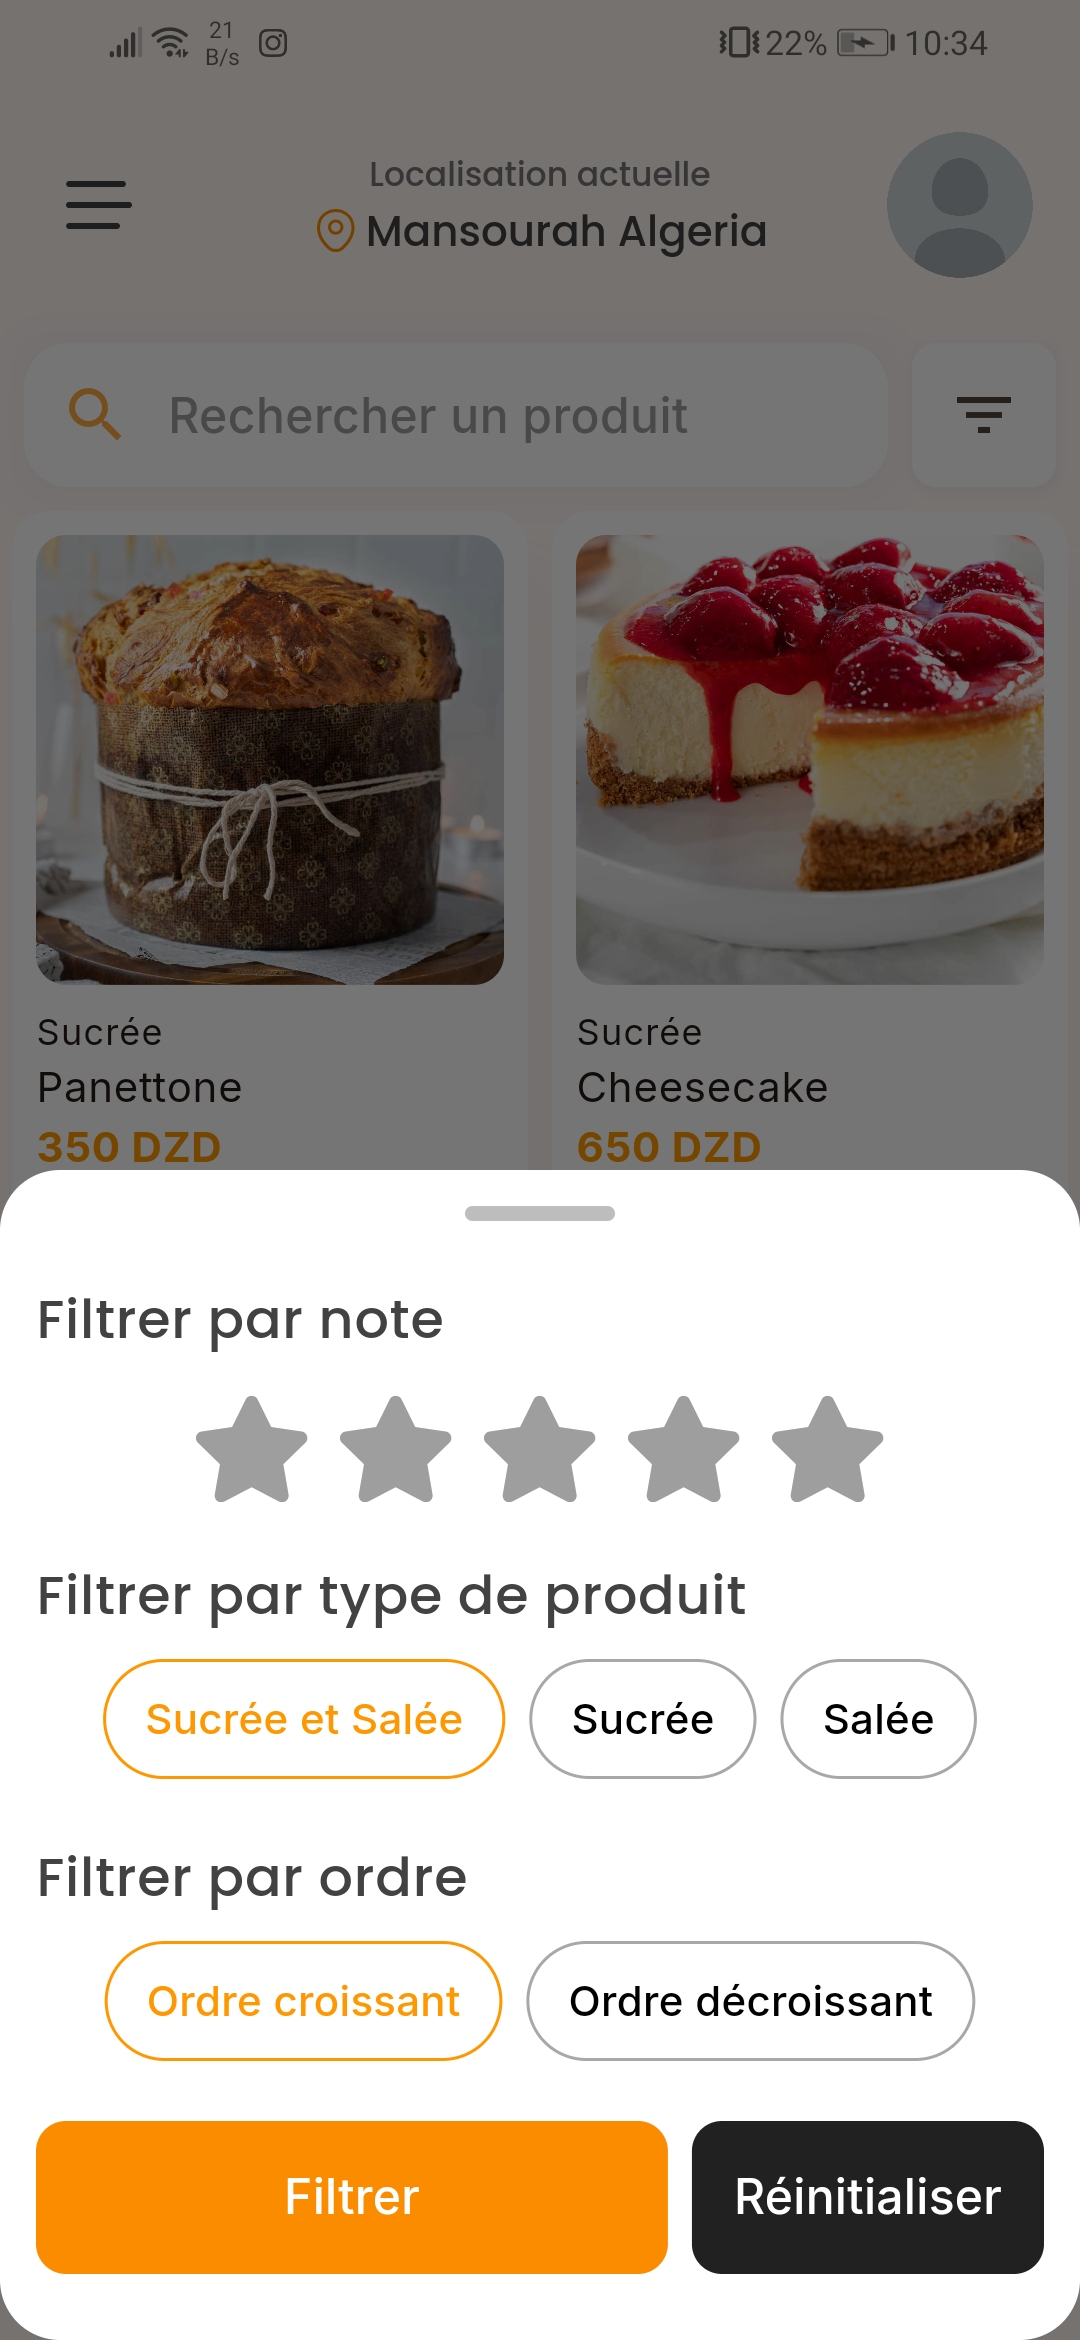 21
B/s
22%
10:34
Localisation actuelle
Mansourah Algeria
Rechercher un produit
Sucrée
Panettone
350 DZD
Sucrée
Cheesecake
650 DZD
Filtrer par note
Filtrer par type de produit
Sucrée et Salée
Sucrée
Salée
Filtrer par ordre
Ordre croissant
Ordre décroissant
Filtrer
Réinitialiser